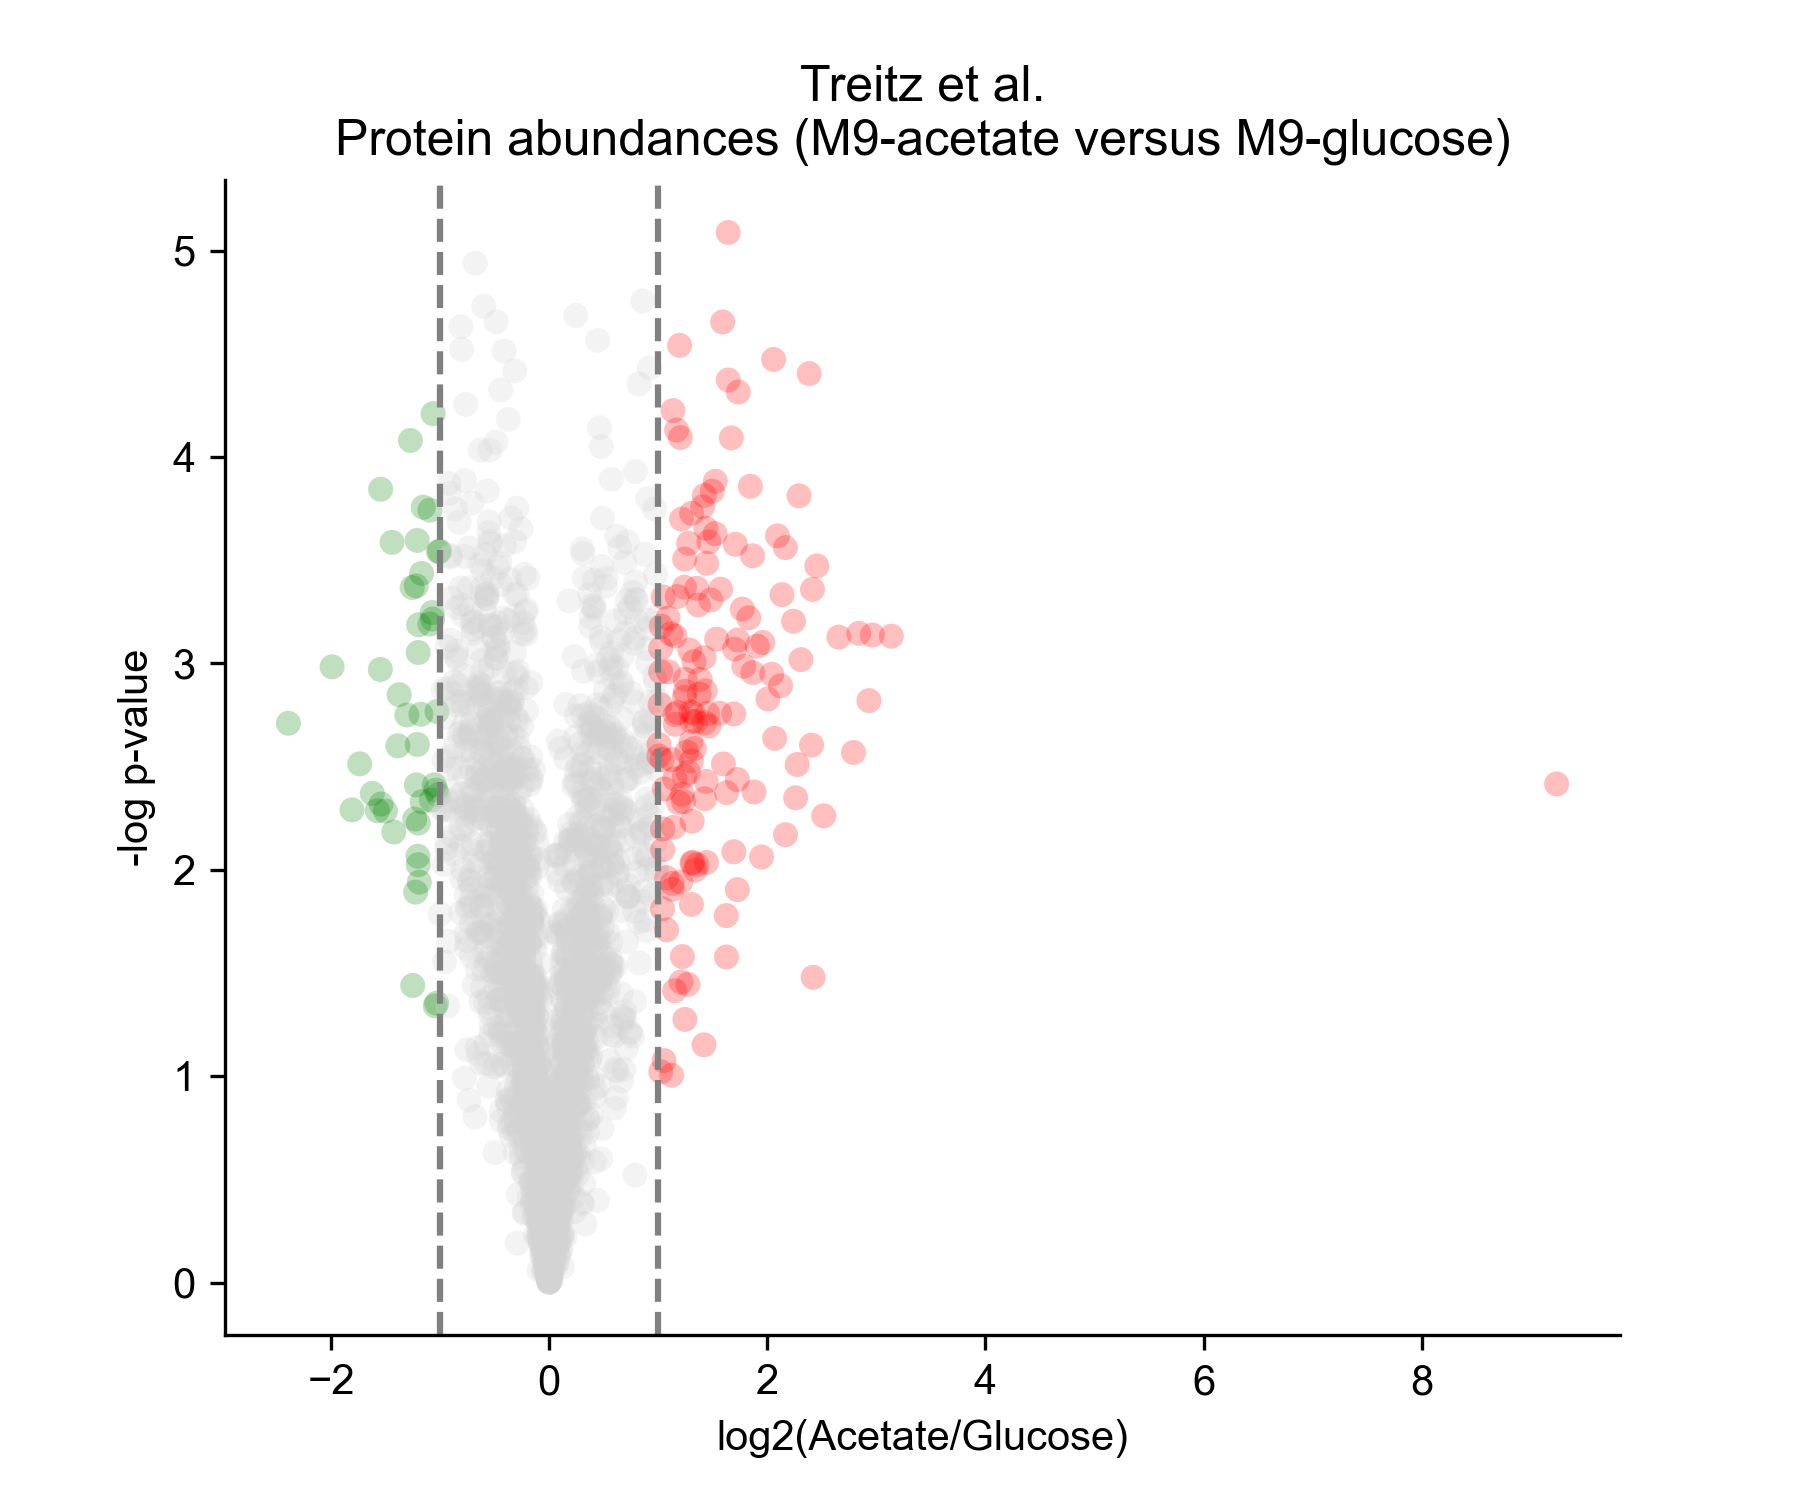 Treitz et al.
Protein abundances (M9-acetate versus M9-glucose)
5
4
3
2
1
0
-log p-value
−2 0 2 4 6 8
log2(Acetate/Glucose)